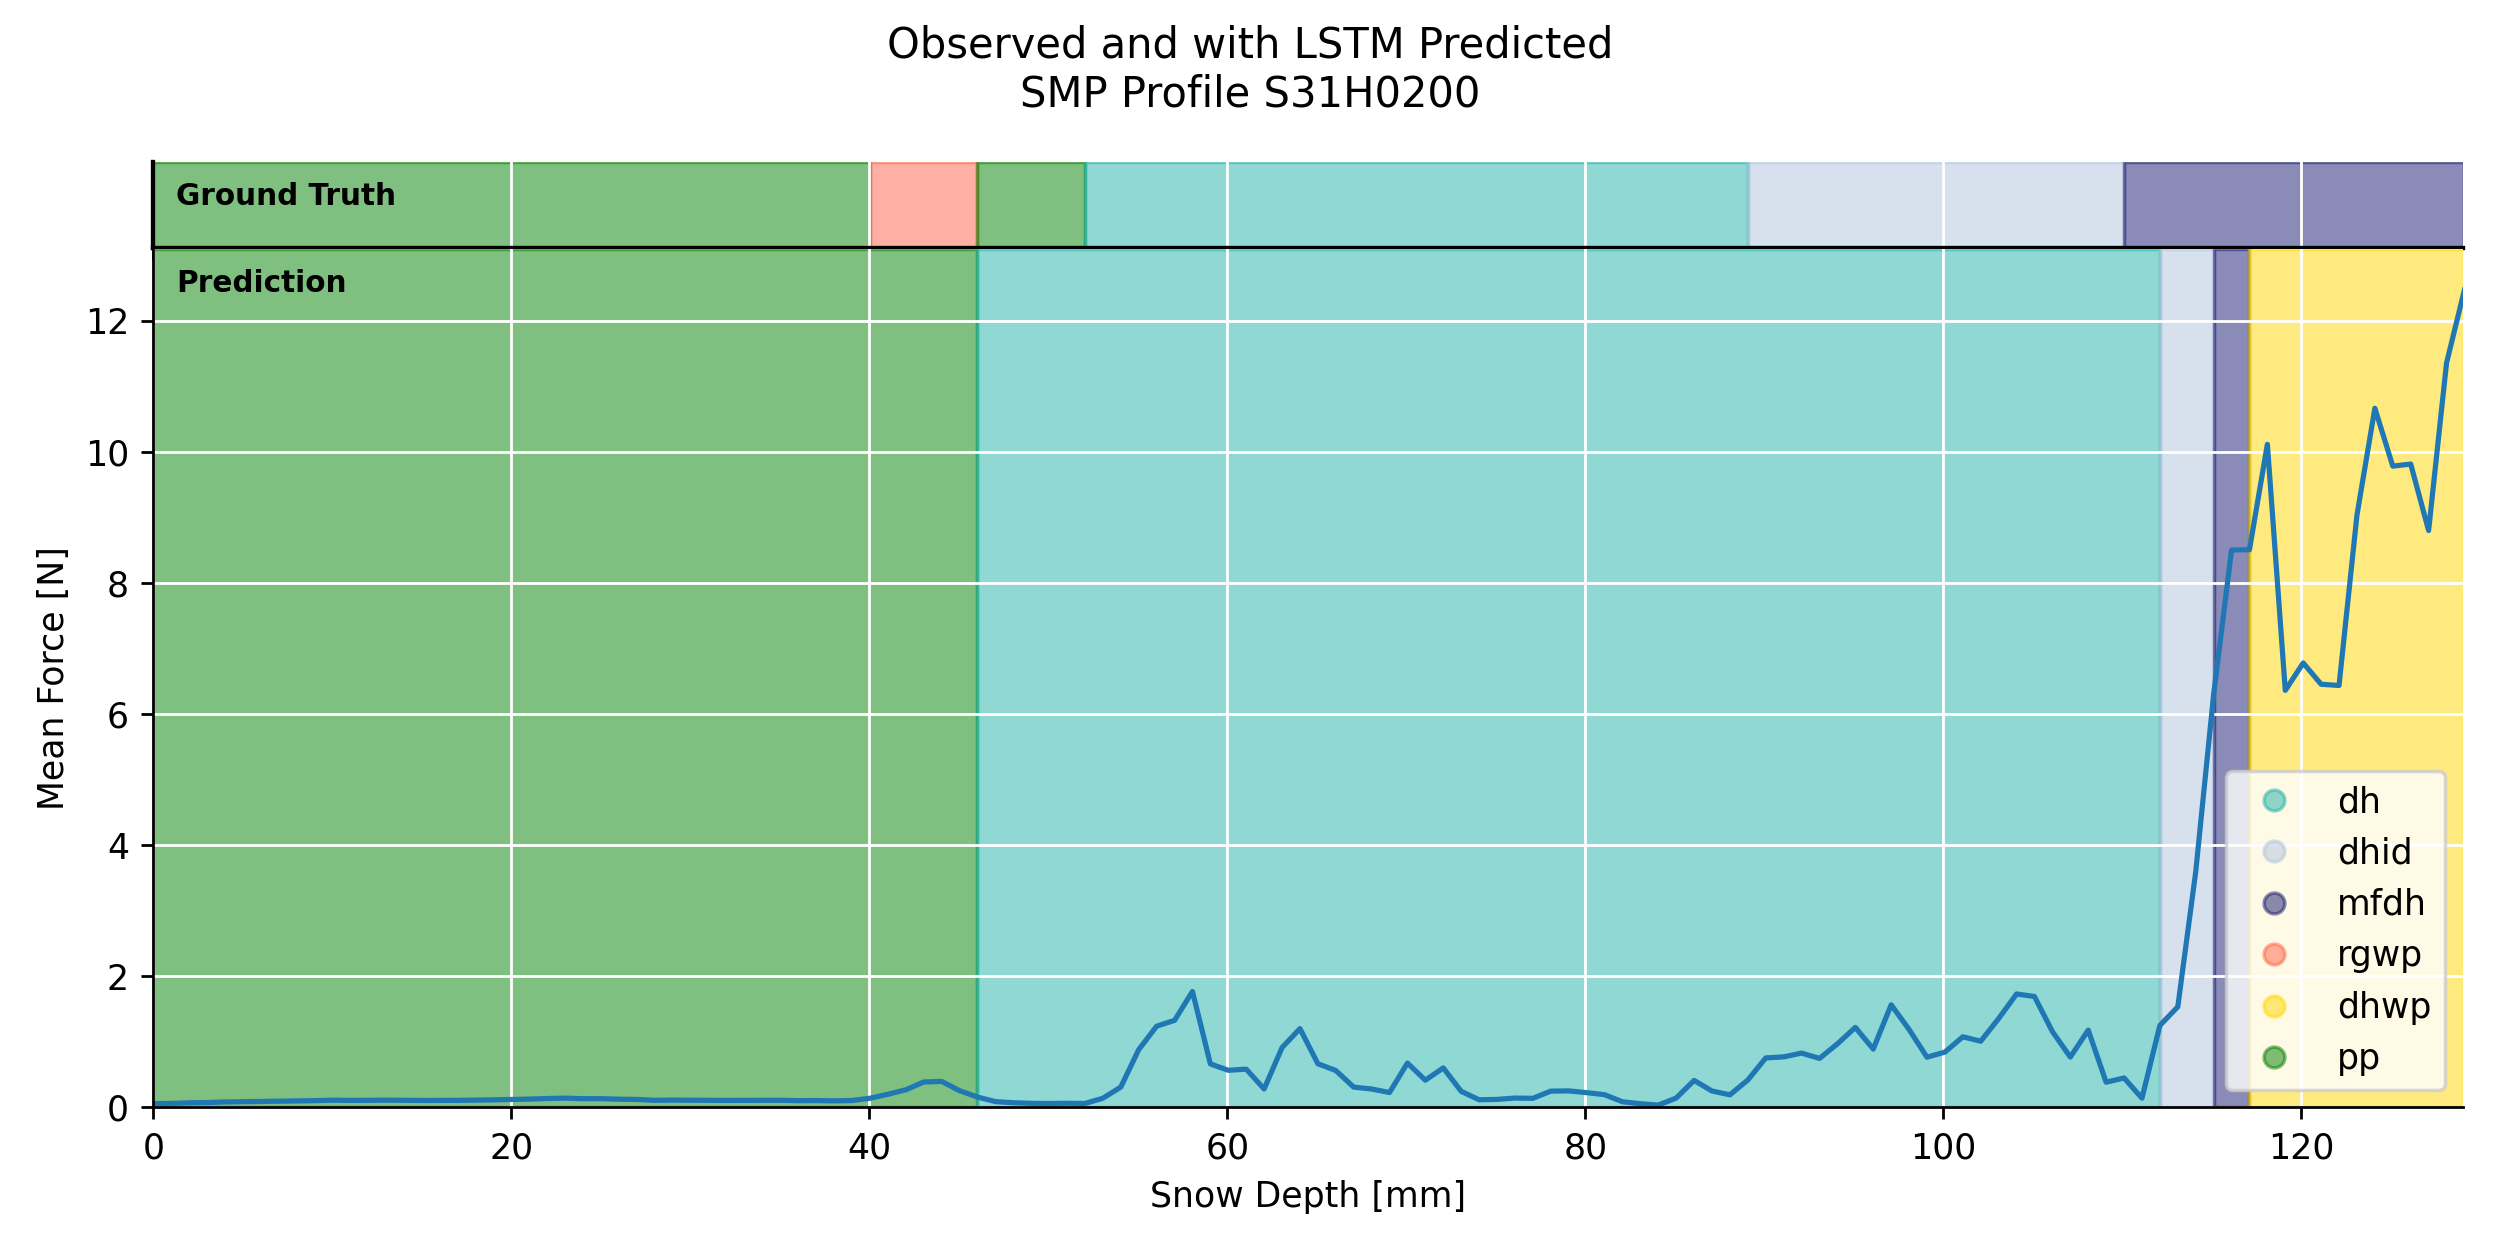 Observed and with LSTM Predicted
SMP Profile S31H0200
Ground Truth
Prediction
12
10
8
6
4
2
0
Mean Force [N]
dh
dhid
mfdh
rgwp
dhwp
pp
0 20 40 60 80 100 120
Snow Depth [mm]